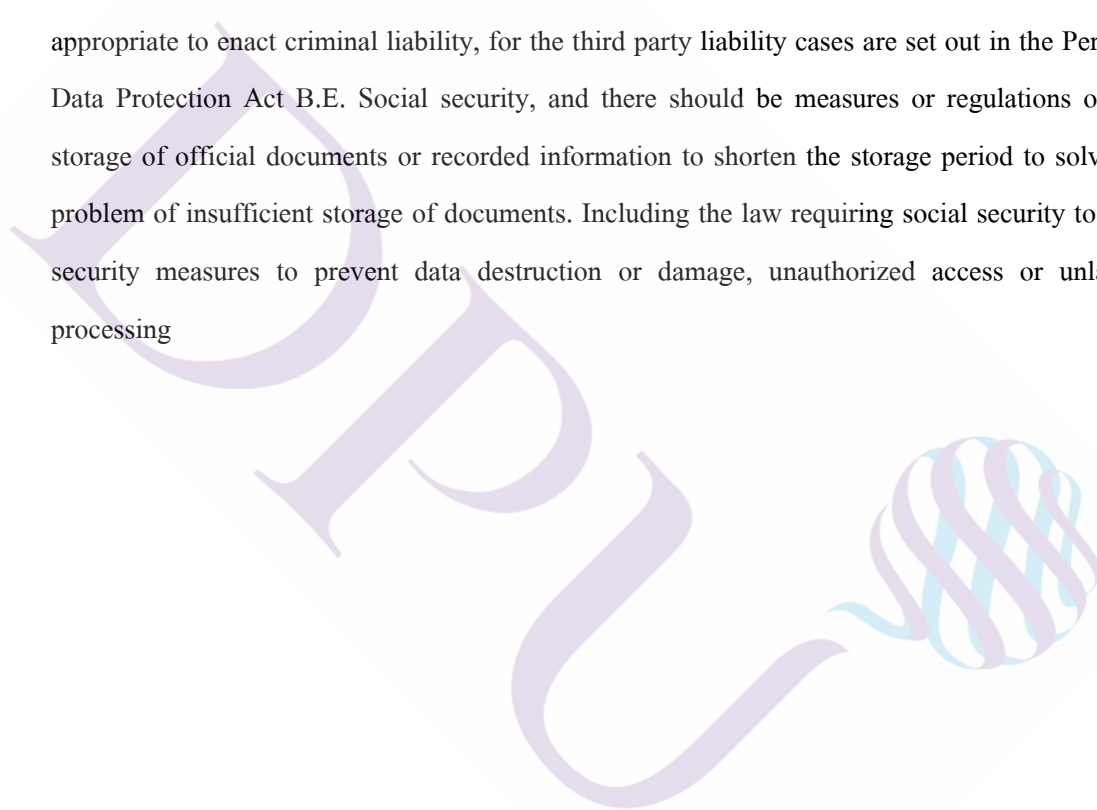 appropriate to enact criminal liability, for the third party liability cases are set out in the Per
Data Protection Act B.E. Social security, and there should be measures or regulations o
storage of official documents or recorded information to shorten the storage period to solv
problem of insufficient storage of documents. Including the law requiring social security to
security measures to prevent data destruction or damage, unauthorized access or unl
processing
DPU